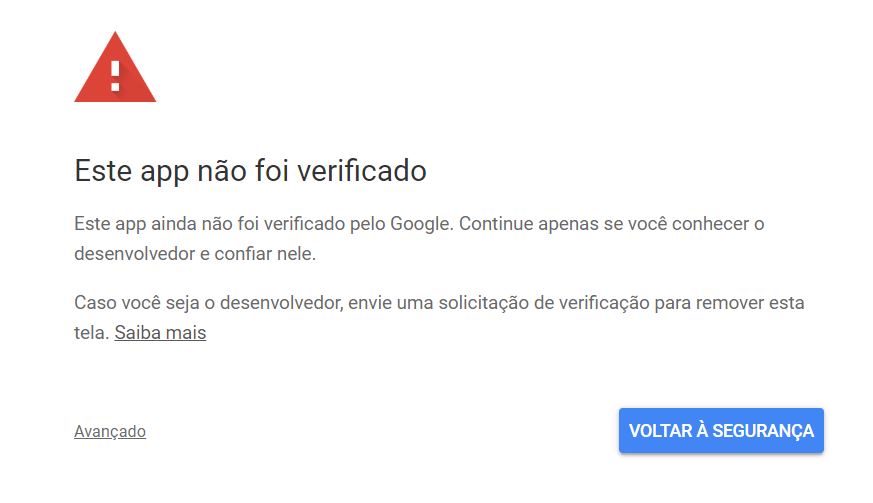 Este app não foi verificado
Este app ainda não foi verificado pelo Google. Continue apenas se você conhecer o
desenvolvedor e confiar nele.
Caso você seja o desenvolvedor, envie uma solicitação de verificação para remover esta
tela. Saiba mais
Avançado
VOLTAR À SEGURANÇA